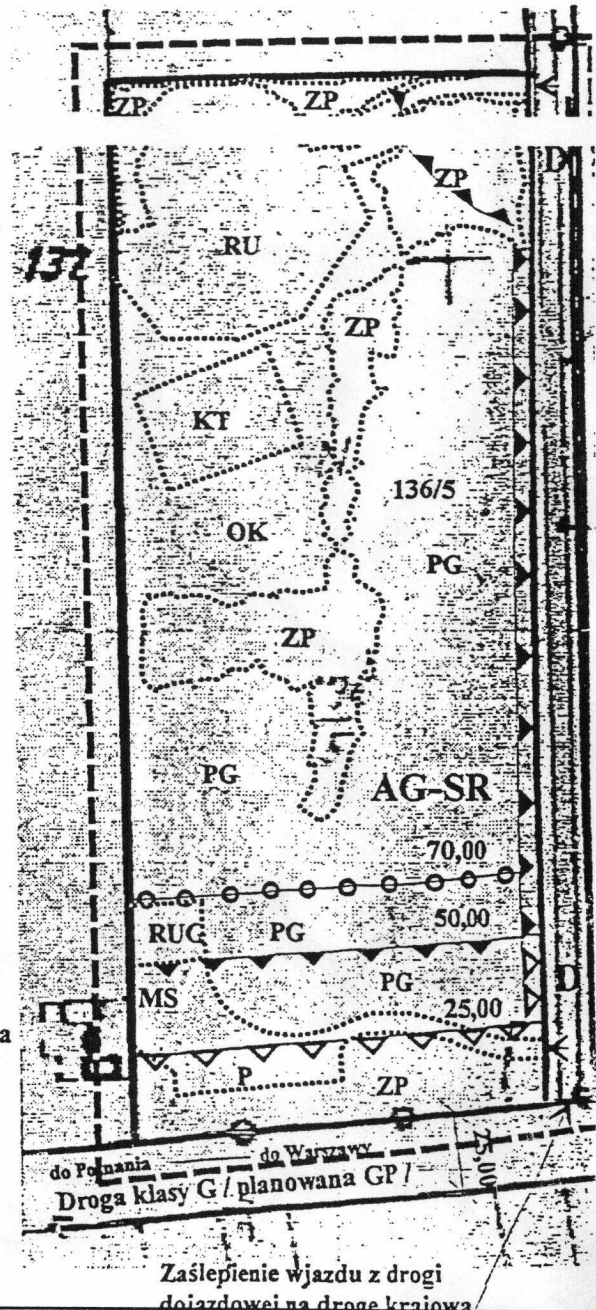 ZP ZP
ZP
D
RU
132
ZP
KT
136/5
OK
PG
ZP
PG
AG-SR
70,00
50,00
RUC PG
MS
PG
25,00
D
a
P
ZP
do Poznania do Warszawy
25,00
Droga klasy G / planowana GP /
Zaślepienie wjazdu z drogi
dojazdowej na drogę krajową